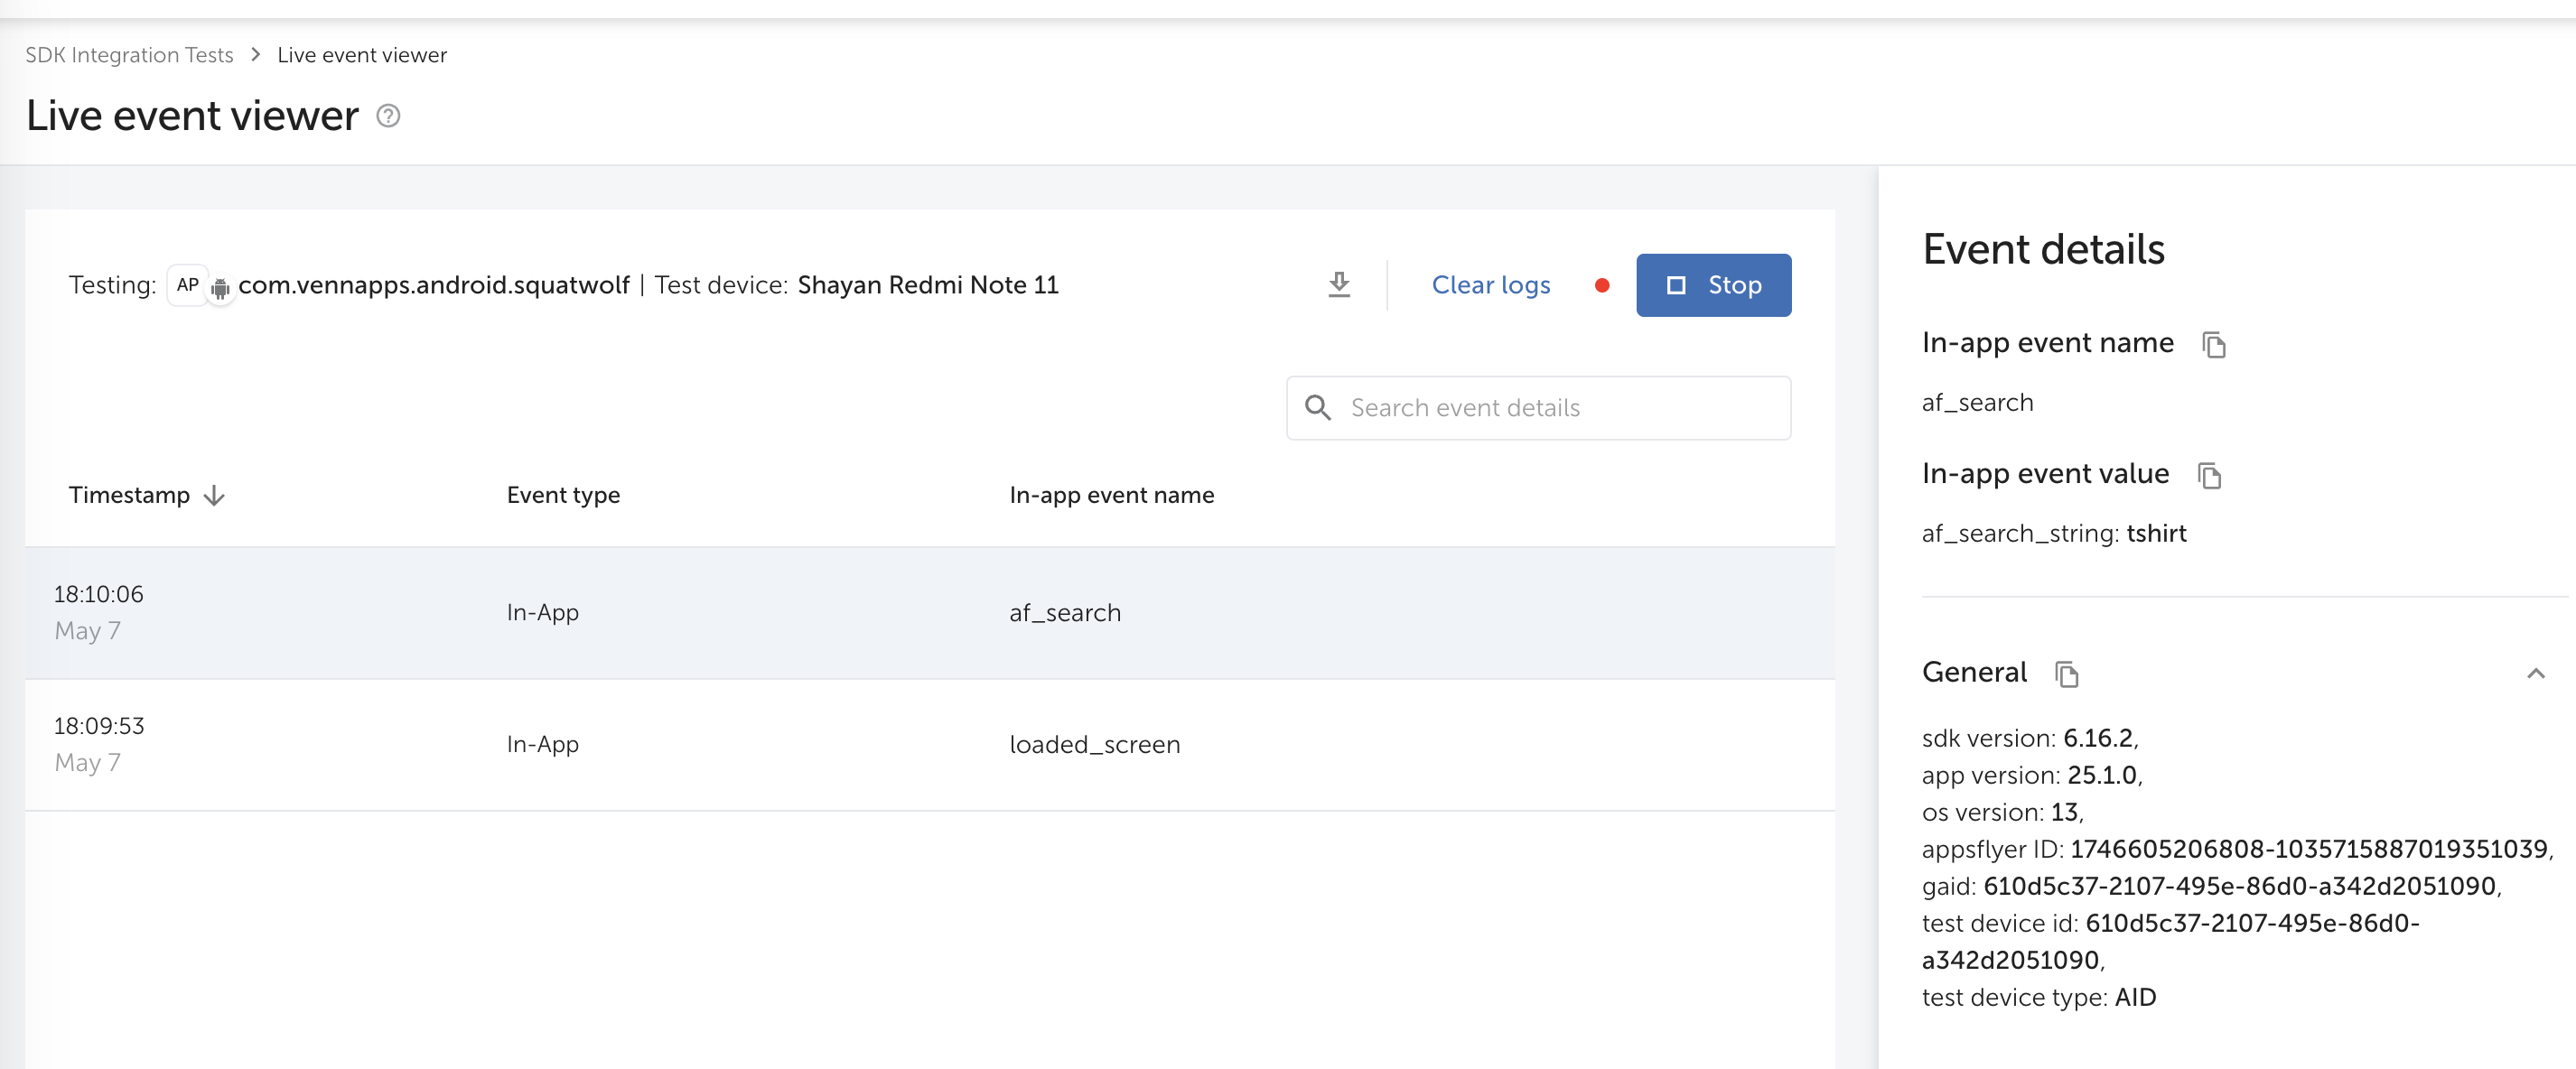 SDK Integration Tests > Live event viewer
Live event viewer ?
Testing: AP com.vennapps.android.squatwolf | Test device: Shayan Redmi Note 11
Clear logs
Stop
Search event details
Timestamp ↓ Event type In-app event name
18:10:06
May 7
In-App
af_search
18:09:53
May 7
In-App
loaded_screen
Event details
In-app event name
af_search
In-app event value
af_search_string: tshirt
General
sdk version: 6.16.2,
app version: 25.1.0,
os version: 13,
appsflyer ID: 1746605206808-1035715887019351039,
gaid: 610d5c37-2107-495e-86d0-a342d2051090,
test device id: 610d5c37-2107-495e-86d0-
a342d2051090,
test device type: AID